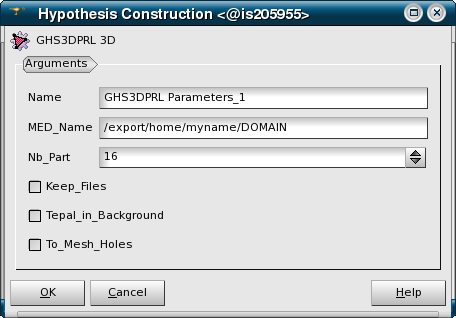 Hypothesis Construction <@is205955>
GHS3DPRL 3D
Arguments
Name GHS3DPRL Parameters_1
MED_Name /export/home/myname/DOMAIN
Nb_Part 16
Keep_Files
Tepal_in_Background
To_Mesh_Holes
OK Cancel Help